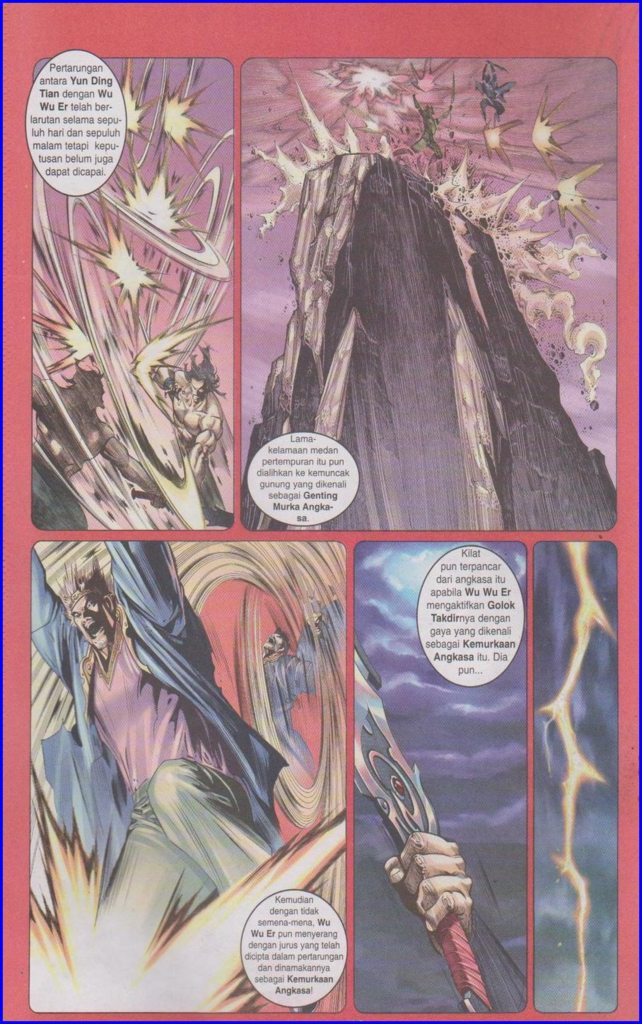 Pertarungan
antara Yun Ding
Tian dengan Wu
Wu Er telah ber-
larutan selama sepu-
luh hari dan sepuluh
malam tetapi kepu-
tusan belum juga
dapat dicapai.
Lama-
kelamaan medan
pertempuran itu pun
dialihkan ke kemuncak
gunung yang dikenali
sebagai Genting
Murka Angka-
sa.
Kemudian
dengan tidak
semena-mena, Wu
Wu Er pun menyerang
dengan jurus yang telah
dicipta dalam pertarungan
dan dinamakannya
sebagai Kemurkaan
Angkasa!
Kilat
pun terpancar
dari angkasa itu
apabila Wu Wu Er
mengaktifkan Golok
Takdirnya dengan
gaya yang dikenali
sebagai Kemurkaan
Angkasa itu. Dia
pun...